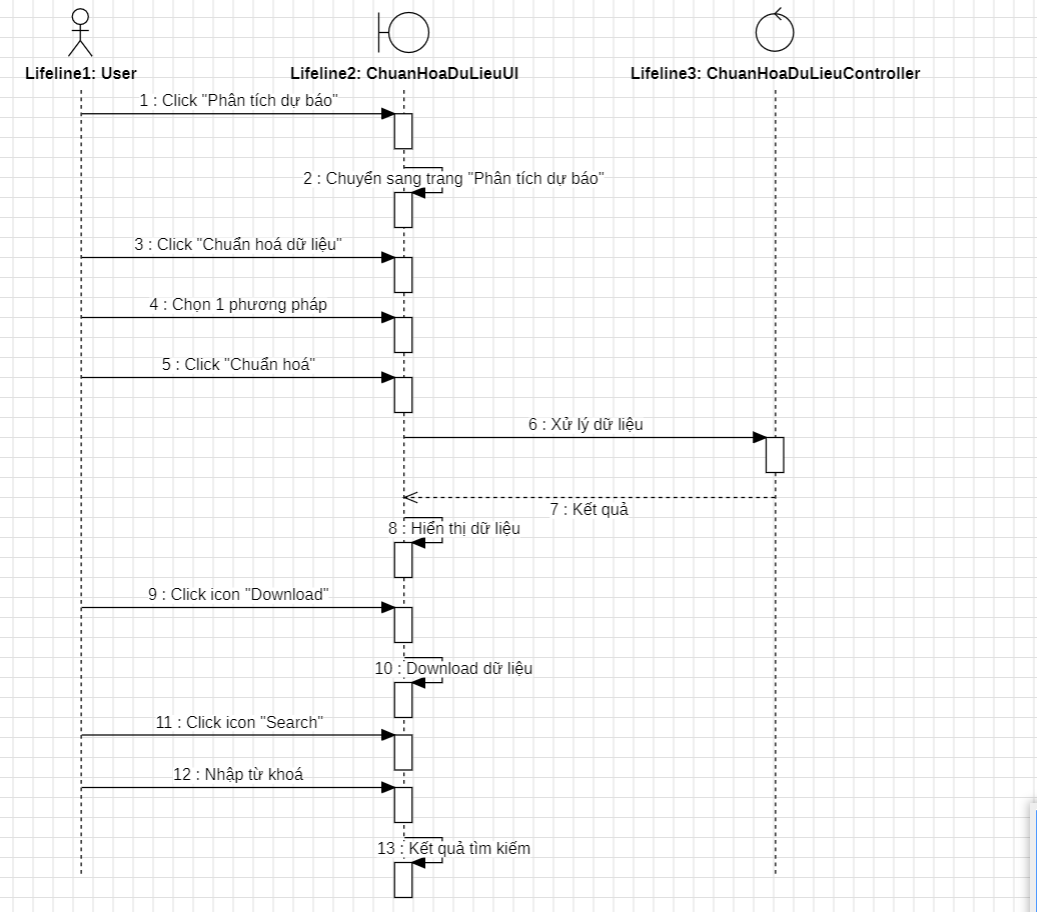 Lifeline1: User
Lifeline2: ChuanHoaDuLieuUI
Lifeline3: ChuanHoaDuLieuController
1 : Click "Phân tích dự báo"
2 : Chuyển sang trang "Phân tích dự báo"
3 : Click "Chuẩn hoá dữ liệu"
4 : Chọn 1 phương pháp
5 : Click "Chuẩn hoá"
6 : Xử lý dữ liệu
7 : Kết quả
8 : Hiển thị dữ liệu
9 : Click icon "Download"
10 : Download dữ liệu
11 : Click icon "Search"
12 : Nhập từ khoá
13 : Kết quả tìm kiếm